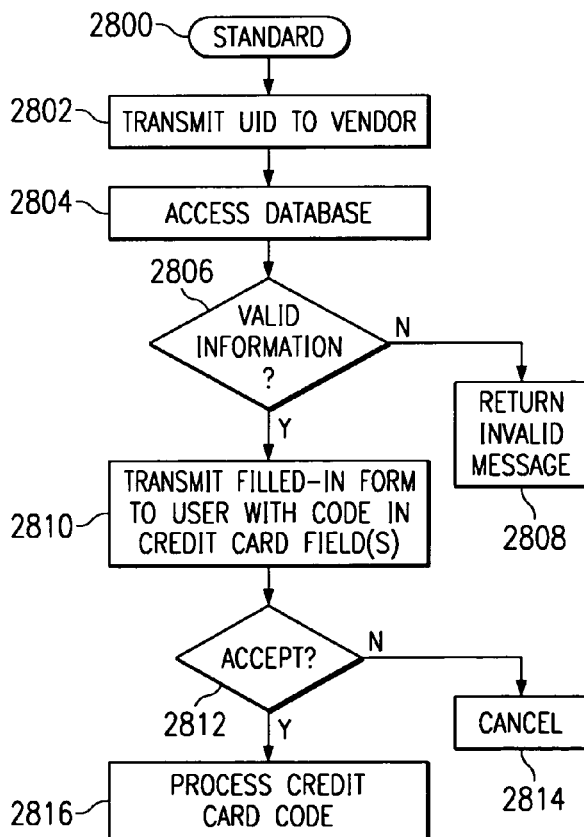 2800
STANDARD
2802
TRANSMIT UID TO VENDOR
2804
ACCESS DATABASE
2806
VALID
INFORMATION
?
N
Y
RETURN
INVALID
MESSAGE
2808
2810
TRANSMIT FILLED-IN FORM
TO USER WITH CODE IN
CREDIT CARD FIELD(S)
ACCEPT?
N
2812
Y
CANCEL
2814
2816
PROCESS CREDIT
CARD CODE